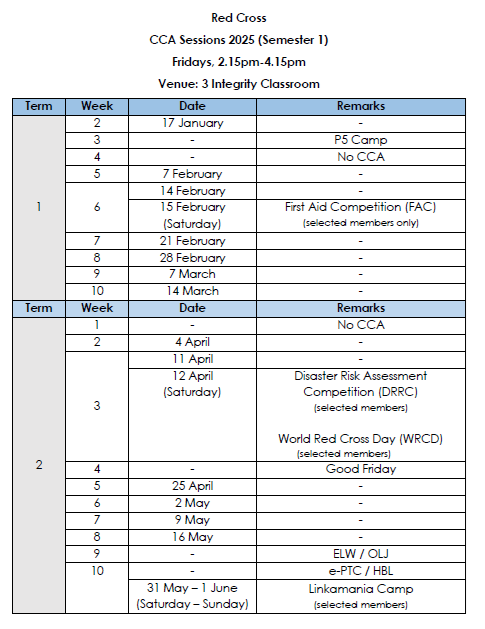 Red Cross
CCA Sessions 2025 (Semester 1)
Fridays, 2.15pm-4.15pm
Venue: 3 Integrity Classroom
Term Week Date Remarks
1
2 17 January -
3 - P5 Camp
4 - No CCA
5 7 February -
6 14 February -
15 February First Aid Competition (FAC)
(Saturday) (selected members only)
7 21 February -
8 28 February -
9 7 March -
10 14 March -
Term Week Date Remarks
2
1 - No CCA
2 4 April -
3 11 April -
12 April Disaster Risk Assessment
(Saturday) Competition (DRRC)
(selected members)
World Red Cross Day (WRCD)
(selected members)
4 - Good Friday
5 25 April -
6 2 May -
7 9 May -
8 16 May -
9 - ELW / OLJ
10 - e-PTC / HBL
31 May – 1 June Linkamania Camp
(Saturday – Sunday) (selected members)